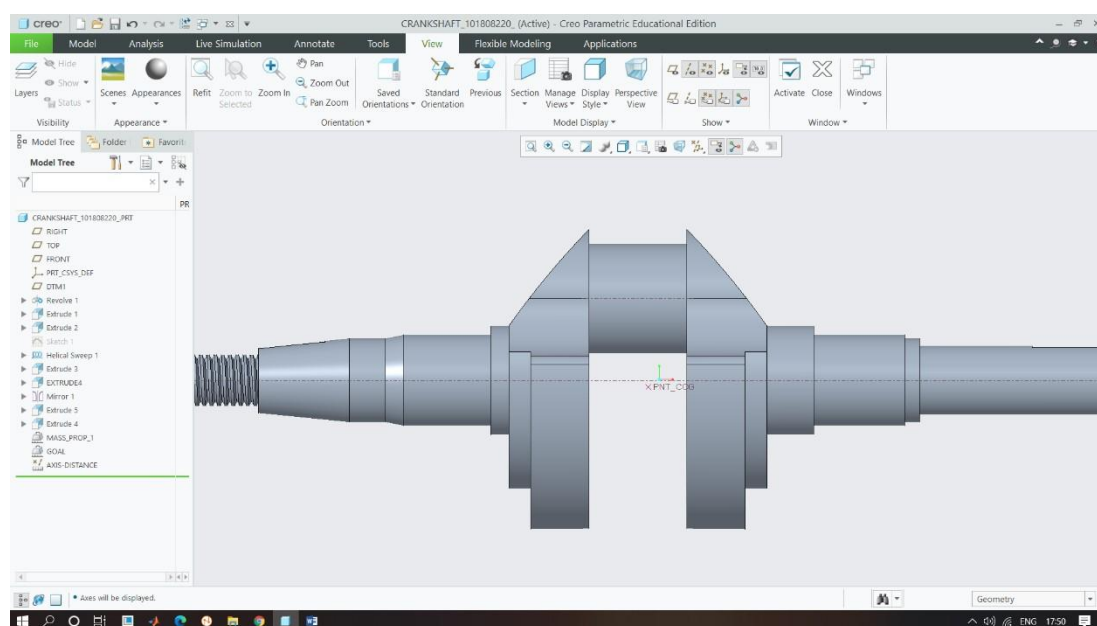 creo® CRANKSHAFT_101808220_ (Active) - Creo Parametric Educational Edition
File Model Analysis Live Simulation Annotate Tools View Flexible Modeling Applications
Hide
Show
Status
Layers
Scenes Appearances
Refit Zoom to Selected Zoom In
Pan
Zoom Out
Pan Zoom
Saved Orientations Standard Orientation Previous
Section Manage Views Display Style Perspective View
Activate Close Windows
Visibility Appearance Orientation Model Display Show Window
Model Tree Folder Favorit
Model Tree
PR
CRANKSHAFT_101808220_PRT
RIGHT
TOP
FRONT
PRT_CSYS_DEF
DTM1
Revolve 1
Extrude 1
Extrude 2
Sketch 1
Helical Sweep 1
Extrude 3
EXTRUDE4
Mirror 1
Extrude 5
Extrude 4
MASS_PROP_1
GOAL
AXIS-DISTANCE
PNT_COG
Axes will be displayed.
Geometry
ENG 17:50